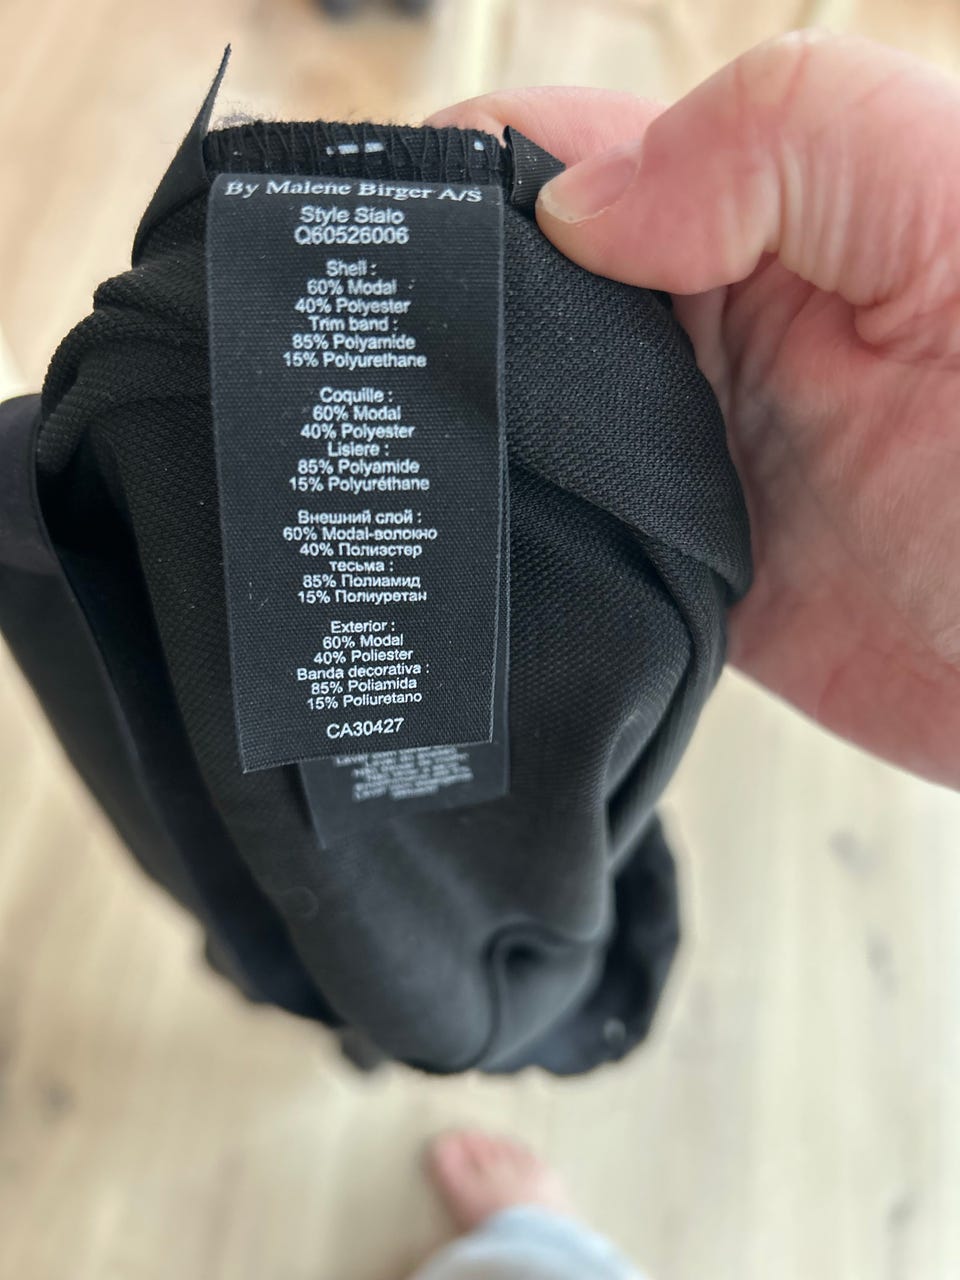 By Malene Birger A/S
Style Sialo
Q60526006
Shell :
60% Modal
40% Polyester
Trim band :
85% Polyamide
15% Polyurethane
Coquille :
60% Modal
40% Polyester
Lisiere :
85% Polyamide
15% Polyuréthane
Внешний слой :
60% Modal-волокно
40% Полиэстер
тесьма :
85% Полиамид
15% Полиуретан
Exterior :
60% Modal
40% Poliester
Banda decorativa :
85% Poliamida
15% Poliuretano
CA30427